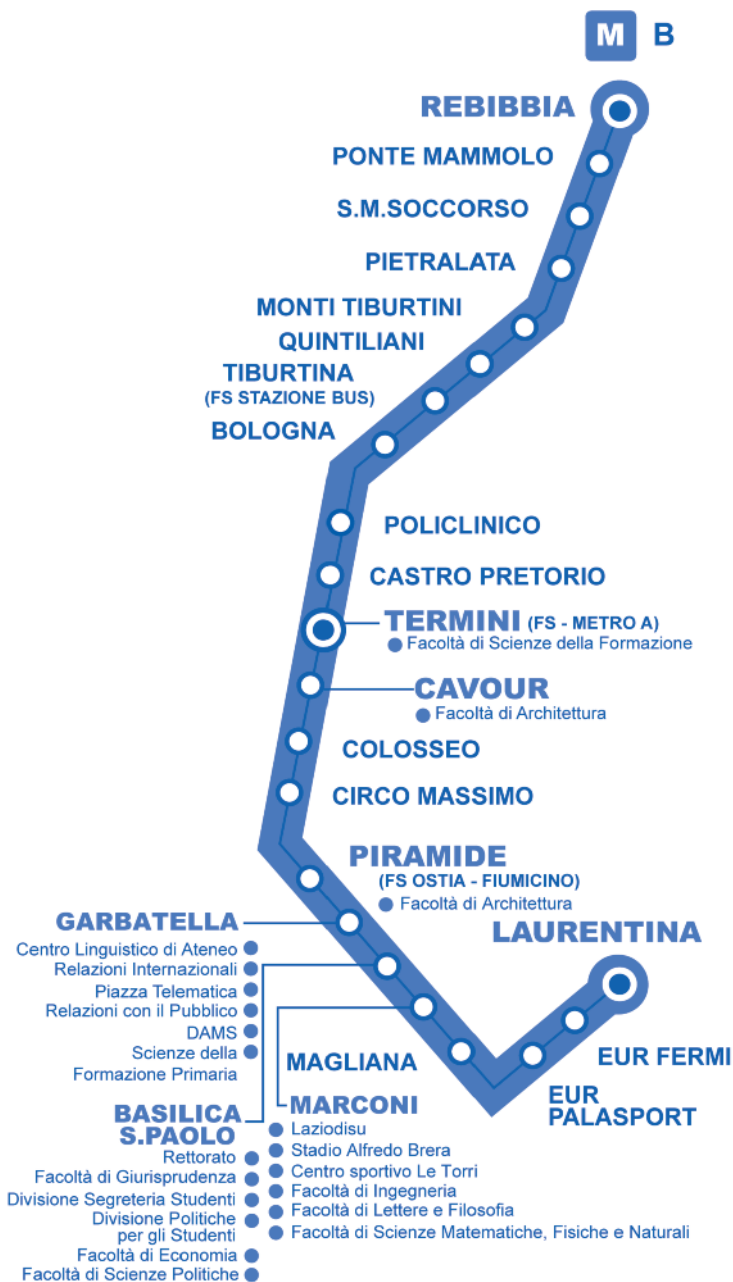 M B
REBIBBIA
PONTE MAMMOLO
S.M.SOCCORSO
PIETRALATA
MONTI TIBURTINI
QUINTILIANI
TIBURTINA
(FS STAZIONE BUS)
BOLOGNA
POLICLINICO
CASTRO PRETORIO
TERMINI (FS - METRO A)
Facoltà di Scienze della Formazione
CAVOUR
Facoltà di Architettura
COLOSSEO
CIRCO MASSIMO
PIRAMIDE
(FS OSTIA - FIUMICINO)
Facoltà di Architettura
GARBATELLA
Centro Linguistico di Ateneo
Relazioni Internazionali
Piazza Telematica
Relazioni con il Pubblico
DAMS
Scienze della
Formazione Primaria
BASILICA
S.PAOLO
Rettorato
Facoltà di Giurisprudenza
Divisione Segreteria Studenti
Divisione Politiche
per gli Studenti
Facoltà di Economia
Facoltà di Scienze Politiche
MARCONI
Laziodisu
Stadio Alfredo Brera
Centro sportivo Le Torri
Facoltà di Ingegneria
Facoltà di Lettere e Filosofia
Facoltà di Scienze Matematiche, Fisiche e Naturali
MAGLIANA
EUR
PALASPORT
EUR FERMI
LAURENTINA